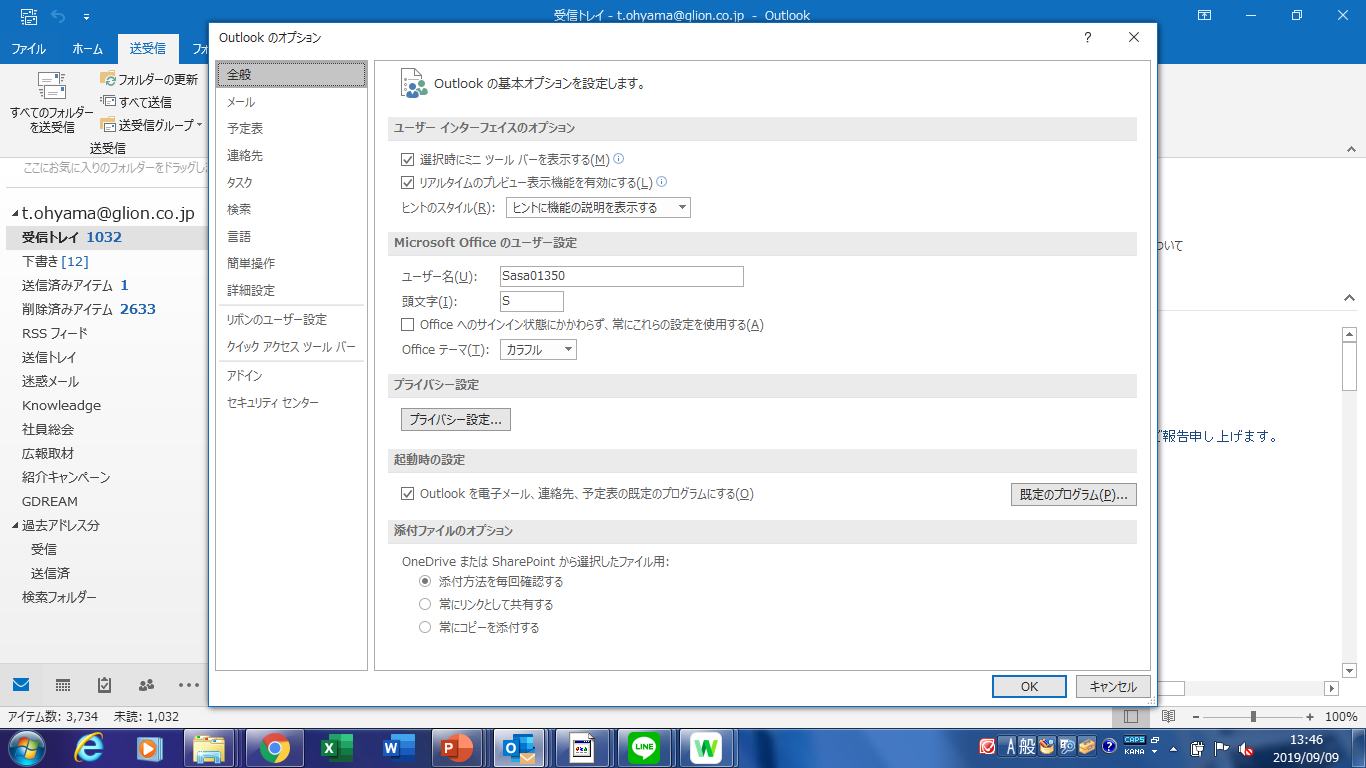 受信トレイ - t.ohyama@glion.co.jp - Outlook
ファイル
ホーム
送受信
フォ
すべてのフォルダー
を送受信
フォルダーの更新
すべて送信
送受信グループ
送受信
ここにお気に入りのフォルダーをドラッグし
t.ohyama@glion.co.jp
受信トレイ 1032
下書き [12]
送信済みアイテム 1
削除済みアイテム 2633
RSS フィード
送信トレイ
迷惑メール
Knowleadge
社員総会
広報取材
紹介キャンペーン
GDREAM
過去アドレス分
受信
送信済
検索フォルダー
アイテム数: 3,734 未読: 1,032
Outlook のオプション
?
全般
メール
予定表
連絡先
タスク
検索
言語
簡単操作
詳細設定
リボンのユーザー設定
クイック アクセス ツール バー
アドイン
セキュリティ センター
Outlook の基本オプションを設定します。
ユーザー インターフェイスのオプション
選択時にミニ ツール バーを表示する(M)
リアルタイムのプレビュー表示機能を有効にする(L)
ヒントのスタイル(R): ヒントに機能の説明を表示する
Microsoft Office のユーザー設定
ユーザー名(U): Sasa01350
頭文字(I): S
Office へのサインイン状態にかかわらず、常にこれらの設定を使用する(A)
Office テーマ(T): カラフル
プライバシー設定
プライバシー設定...
起動時の設定
Outlook を電子メール、連絡先、予定表の既定のプログラムにする(O)
既定のプログラム(P)...
添付ファイルのオプション
OneDrive または SharePoint から選択したファイル用:
添付方法を毎回確認する
常にリンクとして共有する
常にコピーを添付する
OK
キャンセル
ついて
ご報告申し上げます。
100%
A 般
CAPS
KANA
LINE
13:46
2019/09/09